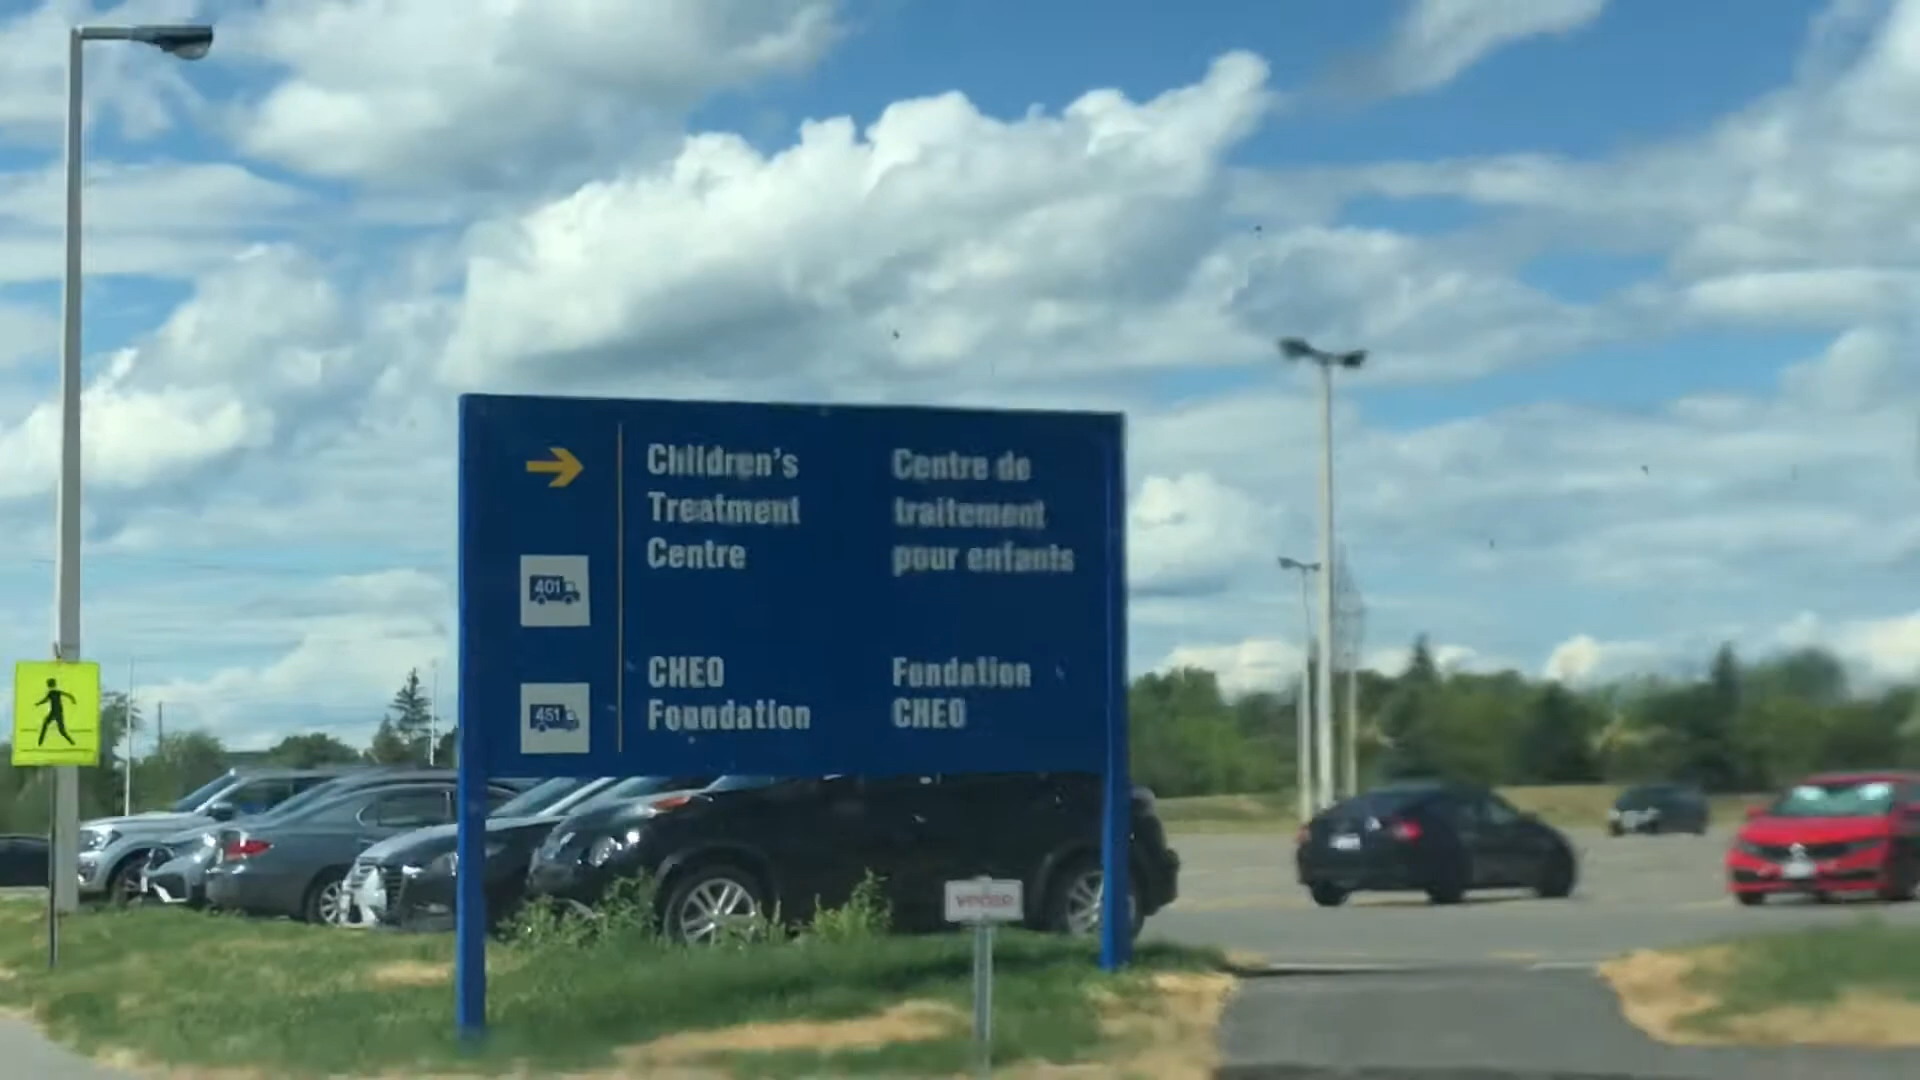 Children's
Treatment
Centre
Centre de
traitement
pour enfants
401
CHEO
Foundation
Fondation
CHEO
451